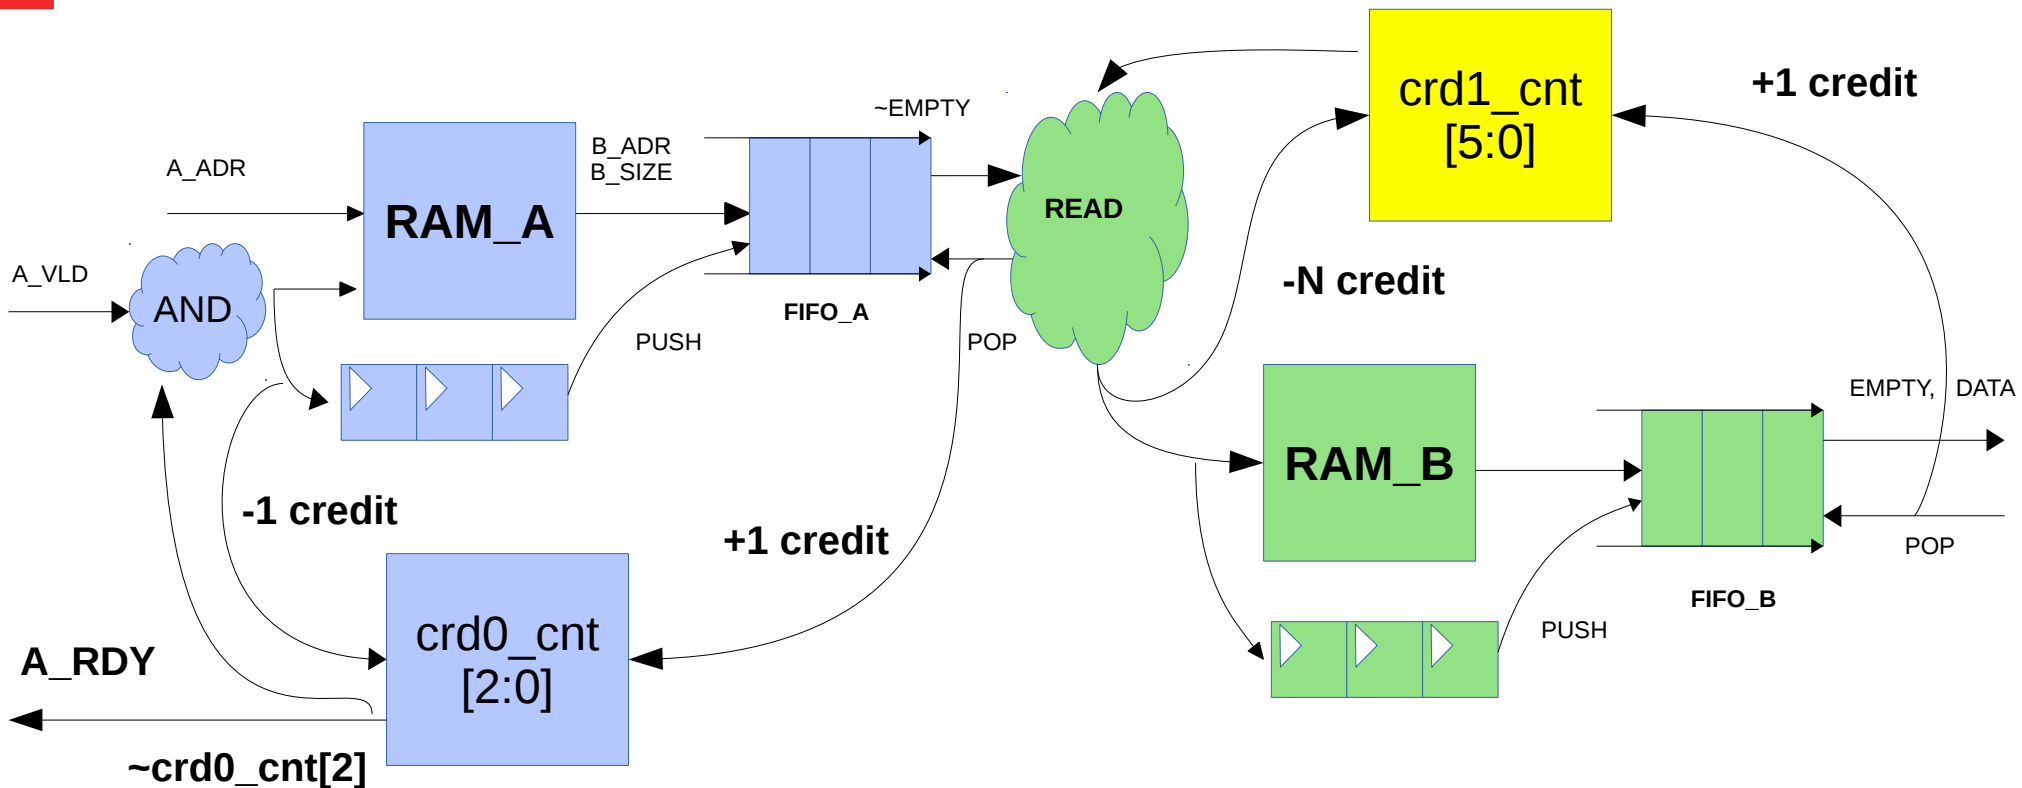 A_ADR
A_VLD
AND
RAM_A
B_ADR
B_SIZE
~EMPTY
FIFO_A
PUSH
POP
READ
crd1_cnt
[5:0]
+1 credit
-N credit
EMPTY, DATA
RAM_B
POP
FIFO_B
PUSH
-1 credit
+1 credit
crd0_cnt
[2:0]
A_RDY
~crd0_cnt[2]